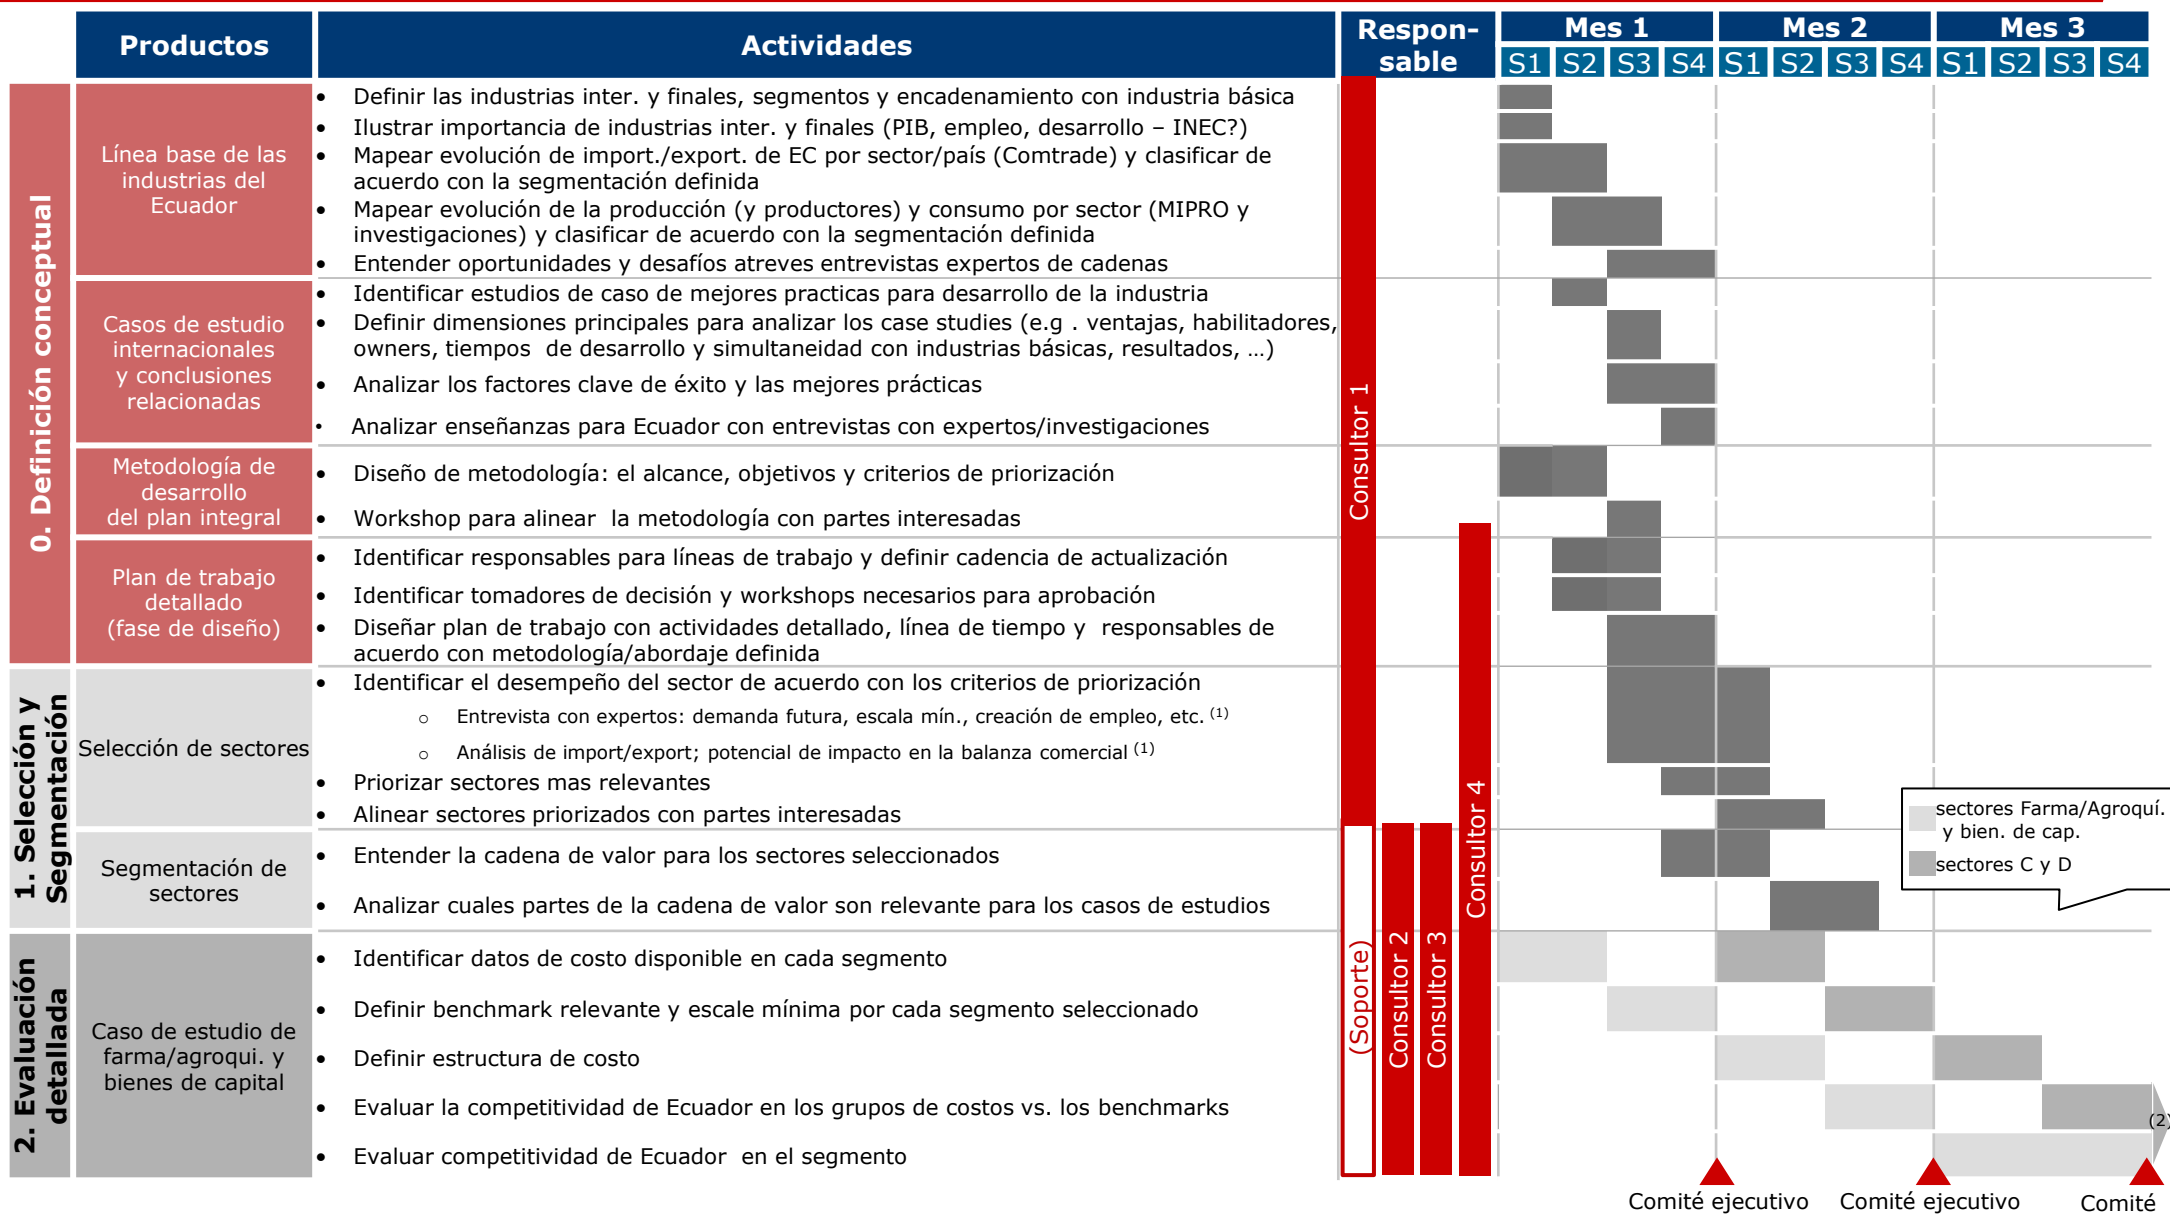 Productos
Actividades
Respon-
sable
Mes 1
Mes 2
Mes 3
S1 S2 S3 S4 S1 S2 S3 S4 S1 S2 S3 S4
0. Definición conceptual
Línea base de las
industrias del
Ecuador
• Definir las industrias inter. y finales, segmentos y encadenamiento con industria básica
• Ilustrar importancia de industrias inter. y finales (PIB, empleo, desarrollo – INEC?)
• Mapear evolución de import./export. de EC por sector/país (Comtrade) y clasificar de
acuerdo con la segmentación definida
• Mapear evolución de la producción (y productores) y consumo por sector (MIPRO y
investigaciones) y clasificar de acuerdo con la segmentación definida
• Entender oportunidades y desafíos atreves entrevistas expertos de cadenas
Casos de estudio
internacionales
y conclusiones
relacionadas
• Identificar estudios de caso de mejores practicas para desarrollo de la industria
• Definir dimensiones principales para analizar los case studies (e.g . ventajas, habilitadores,
owners, tiempos de desarrollo y simultaneidad con industrias básicas, resultados, …)
• Analizar los factores clave de éxito y las mejores prácticas
• Analizar enseñanzas para Ecuador con entrevistas con expertos/investigaciones
Metodología de
desarrollo
del plan integral
• Diseño de metodología: el alcance, objetivos y criterios de priorización
• Workshop para alinear la metodología con partes interesadas
Plan de trabajo
detallado
(fase de diseño)
• Identificar responsables para líneas de trabajo y definir cadencia de actualización
• Identificar tomadores de decisión y workshops necesarios para aprobación
• Diseñar plan de trabajo con actividades detallado, línea de tiempo y responsables de
acuerdo con metodología/abordaje definida
1. Selección y
Segmentación
Selección de sectores
• Identificar el desempeño del sector de acuerdo con los criterios de priorización
o Entrevista con expertos: demanda futura, escala mín., creación de empleo, etc. (1)
o Análisis de import/export; potencial de impacto en la balanza comercial (1)
• Priorizar sectores mas relevantes
• Alinear sectores priorizados con partes interesadas
Segmentación de
sectores
• Entender la cadena de valor para los sectores seleccionados
• Analizar cuales partes de la cadena de valor son relevante para los casos de estudios
2. Evaluación
detallada
Caso de estudio de
farma/agroqui. y
bienes de capital
• Identificar datos de costo disponible en cada segmento
• Definir benchmark relevante y escale mínima por cada segmento seleccionado
• Definir estructura de costo
• Evaluar la competitividad de Ecuador en los grupos de costos vs. los benchmarks
• Evaluar competitividad de Ecuador en el segmento
Consultor 1
(Soporte)
Consultor 2
Consultor 3
Consultor 4
sectores Farma/Agroquí.
y bien. de cap.
sectores C y D
(2)
Comité ejecutivo
Comité ejecutivo
Comité